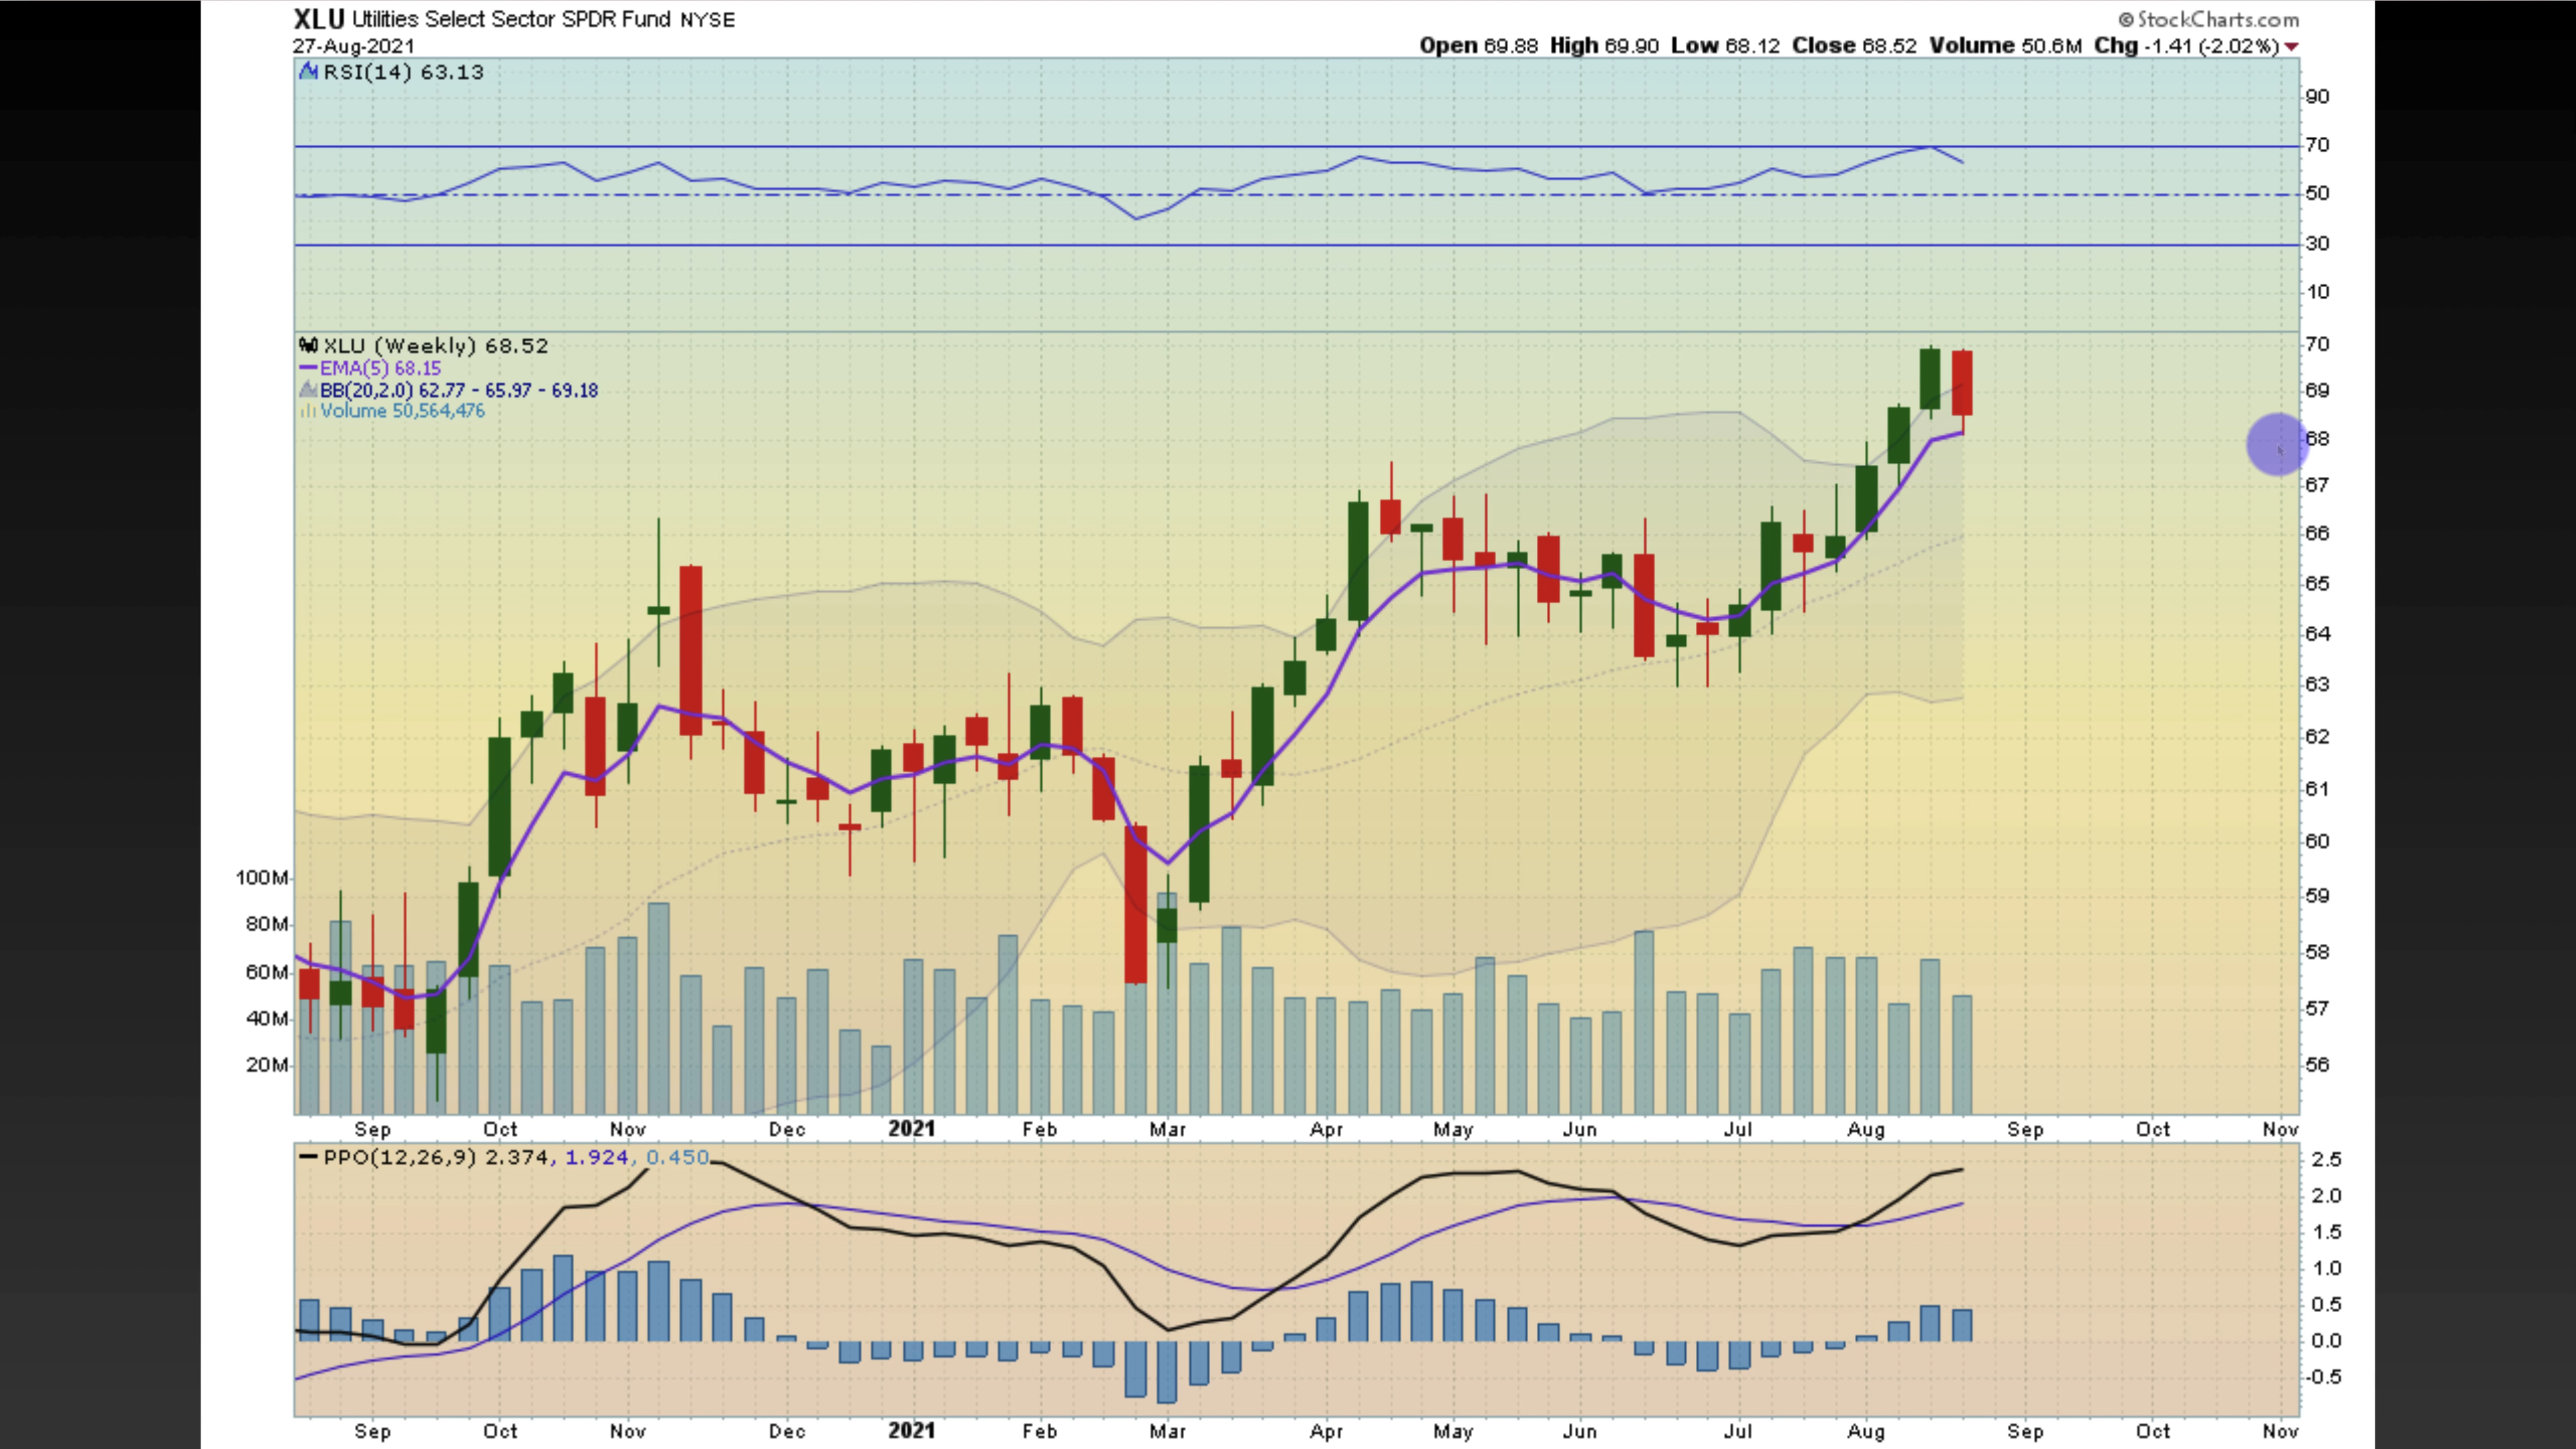 XLU Utilities Select Sector SPDR Fund NYSE
© StockCharts.com
27-Aug-2021
Open 69.88 High 69.90 Low 68.12 Close 68.52 Volume 50.6M Chg -1.41 (-2.02%)
RSI(14) 63.13
90
70
50
30
10
XLU (Weekly) 68.52
EMA(5) 68.15
BB(20,2.0) 62.77 - 65.97 - 69.18
Volume 50,564,476
70
69
68
67
66
65
64
63
62
61
60
59
58
57
56
100M
80M
60M
40M
20M
Sep Oct Nov Dec 2021 Feb Mar Apr May Jun Jul Aug Sep Oct Nov
PPO(12,26,9) 2.374, 1.924, 0.450
2.5
2.0
1.5
1.0
0.5
0.0
-0.5
Sep Oct Nov Dec 2021 Feb Mar Apr May Jun Jul Aug Sep Oct Nov